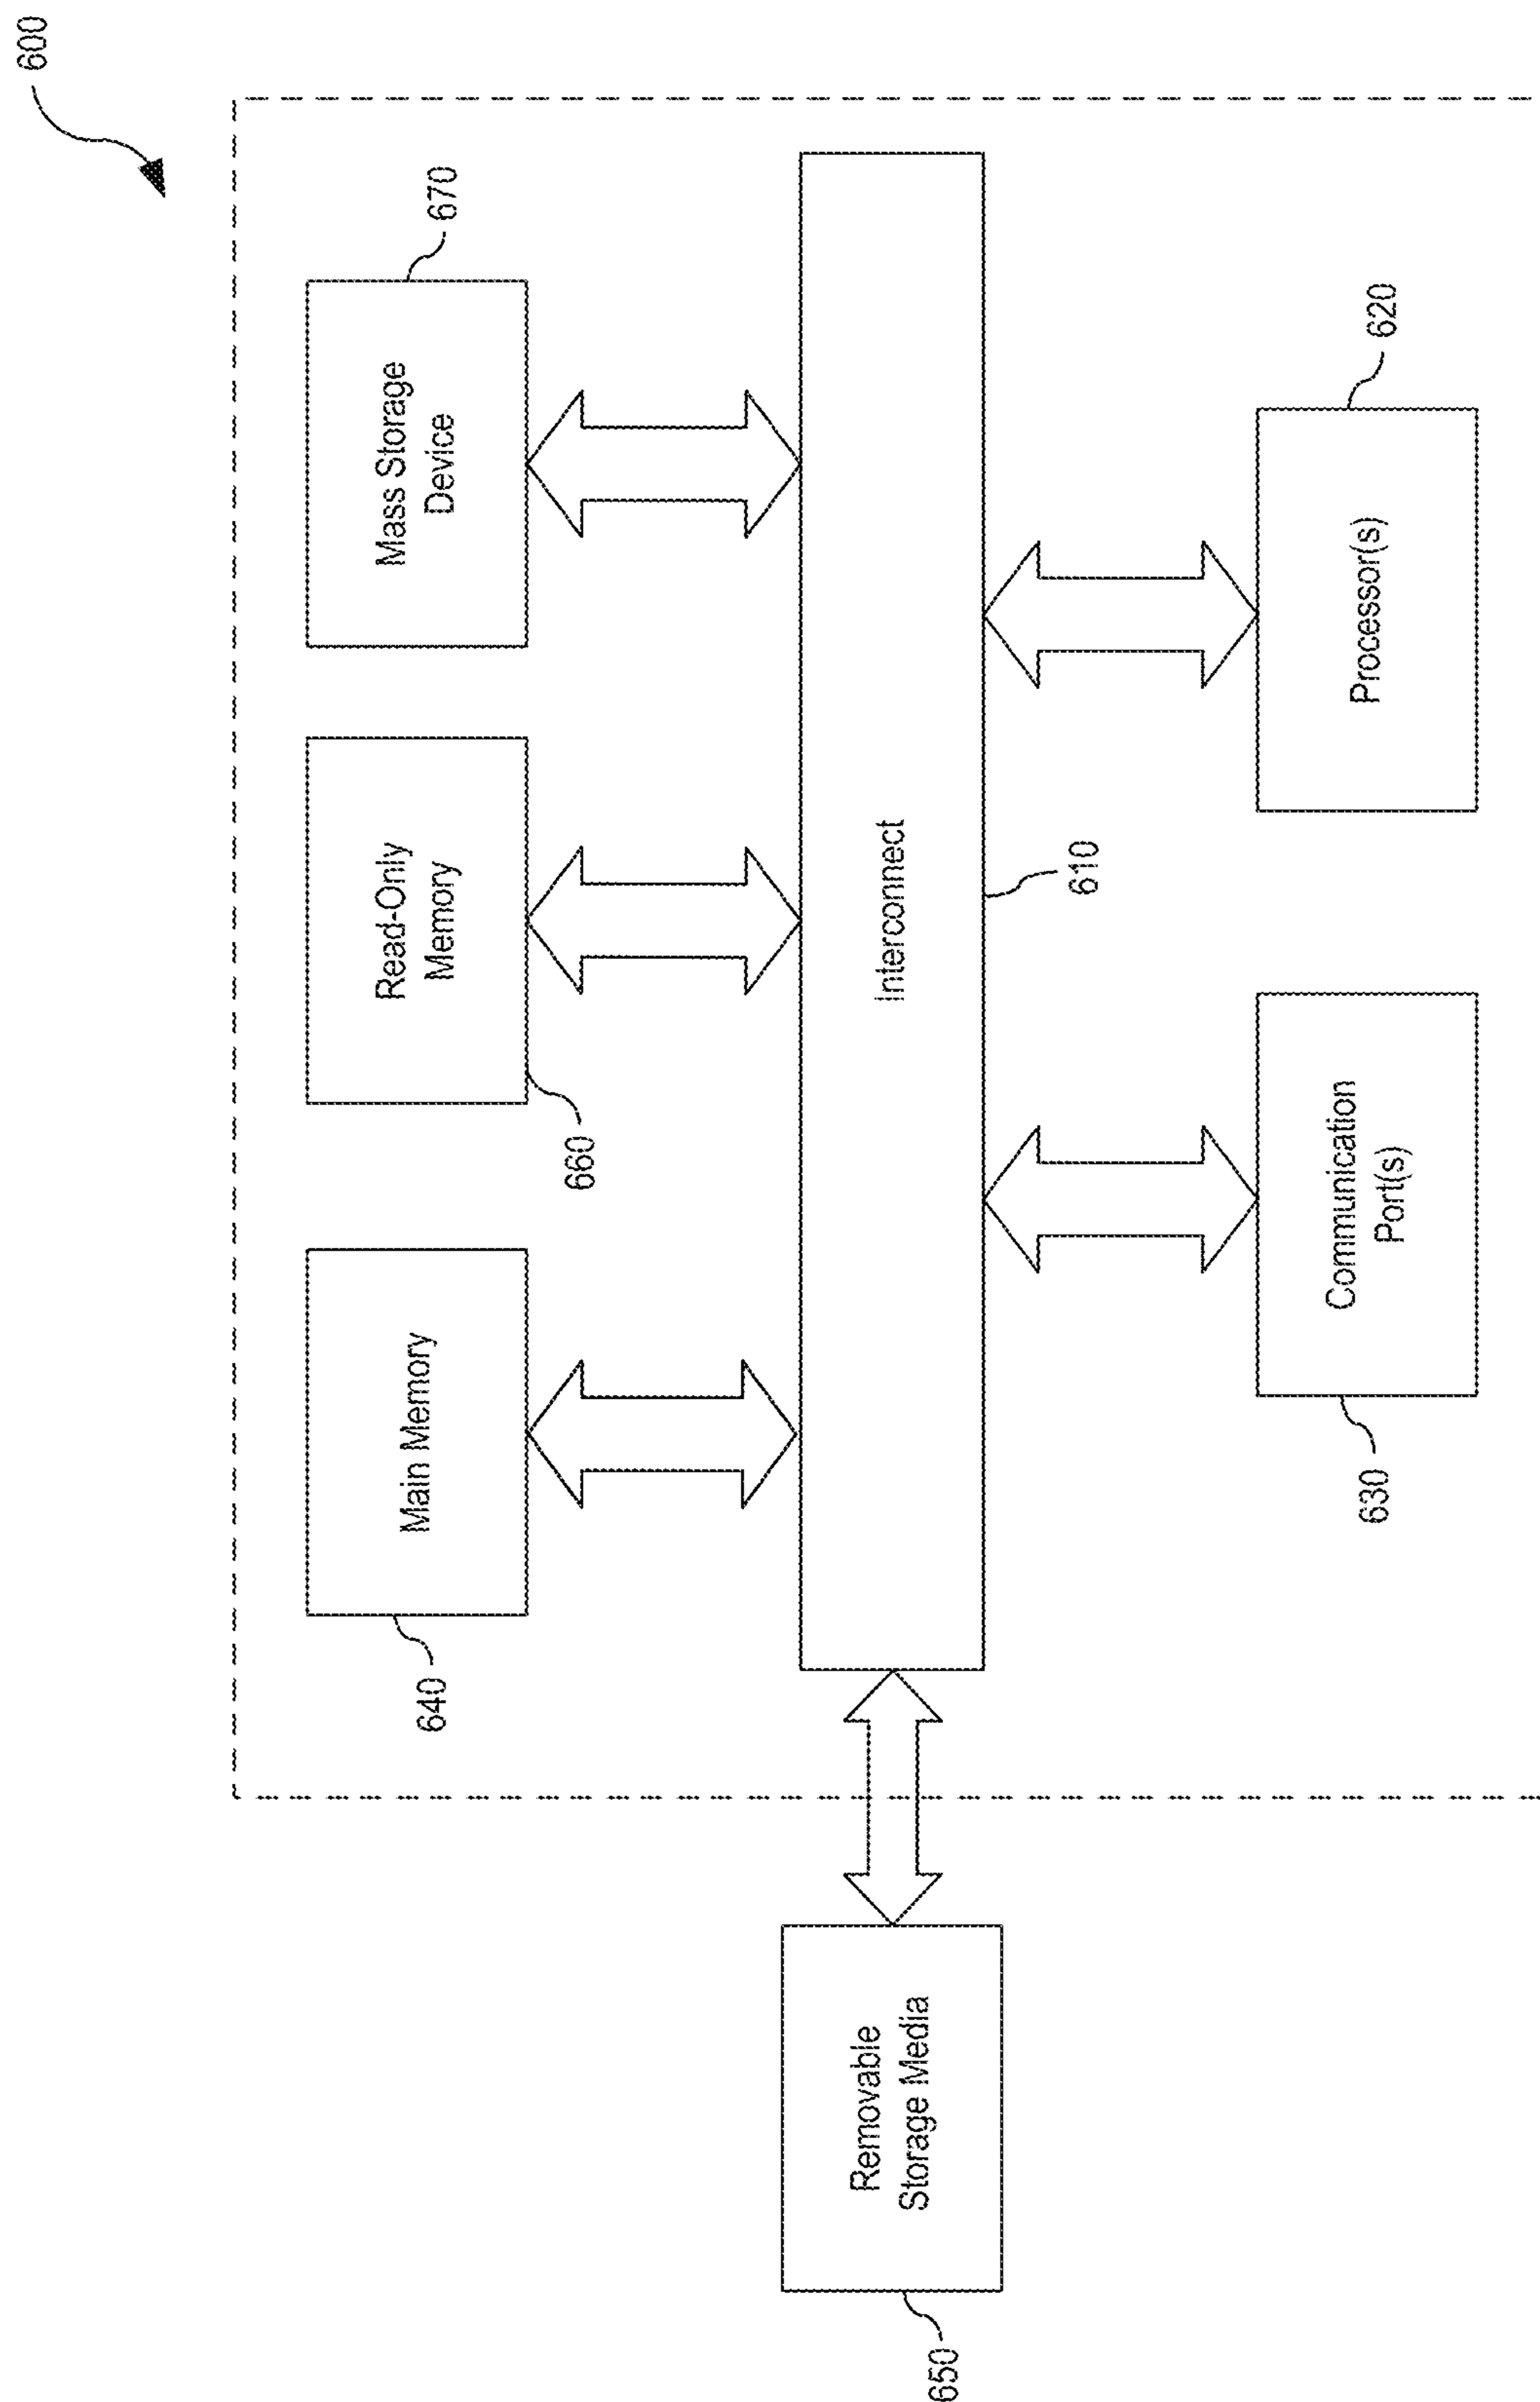 600
Main Memory
640
Read-Only
Memory
660
Mass Storage
Device
670
Removable
Storage Media
650
Interconnect
610
Communication
Port(s)
630
Processor(s)
620